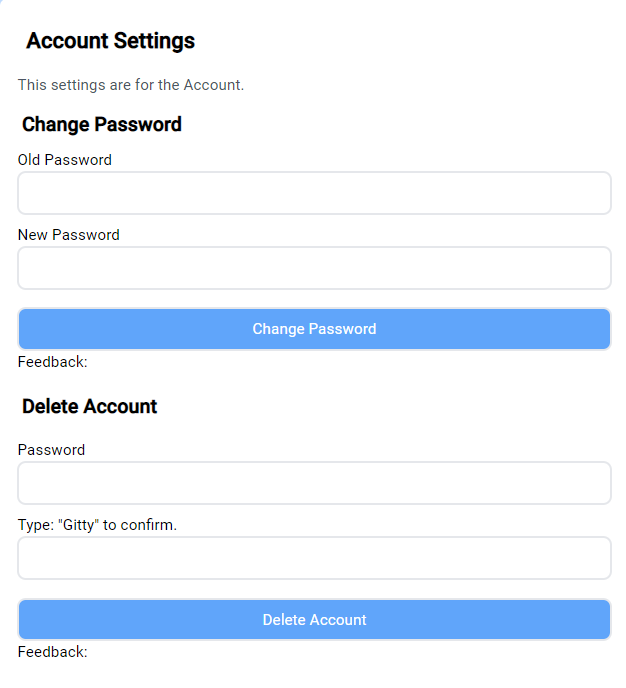 Account Settings
This settings are for the Account.
Change Password
Old Password
New Password
Change Password
Feedback:
Delete Account
Password
Type: "Gitty" to confirm.
Delete Account
Feedback: